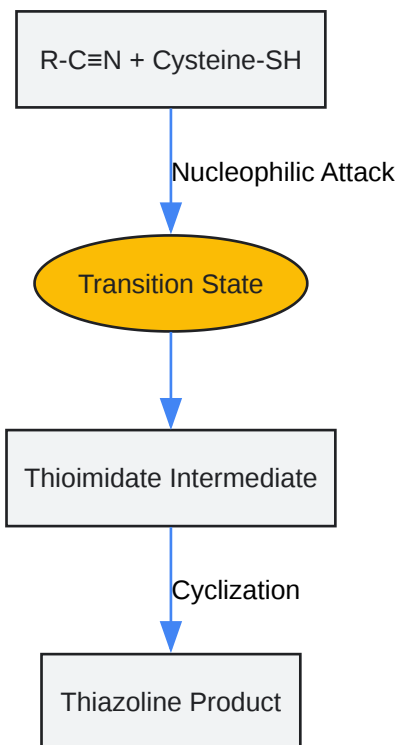 R-C≡N + Cysteine-SH
Nucleophilic Attack
Transition State
Thioimidate Intermediate
Cyclization
Thiazoline Product